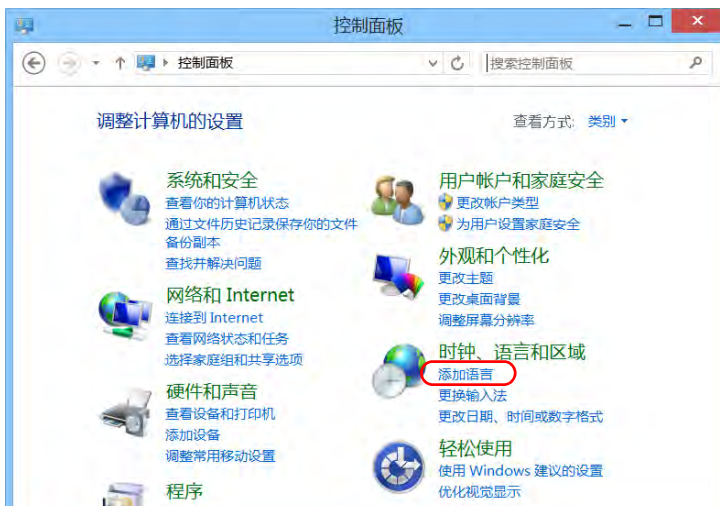 控制面板
控制面板
搜索控制面板
调整计算机的设置
查看方式: 类别
系统和安全
查看你的计算机状态
通过文件历史记录保存你的文件
备份副本
查找并解决问题
网络和 Internet
连接到 Internet
查看网络状态和任务
选择家庭组和共享选项
硬件和声音
查看设备和打印机
添加设备
调整常用移动设置
程序
用户帐户和家庭安全
更改帐户类型
为用户设置家庭安全
外观和个性化
更改主题
更改桌面背景
调整屏幕分辨率
时钟、语言和区域
添加语言
更换输入法
更改日期、时间或数字格式
轻松使用
使用 Windows 建议的设置
优化视觉显示